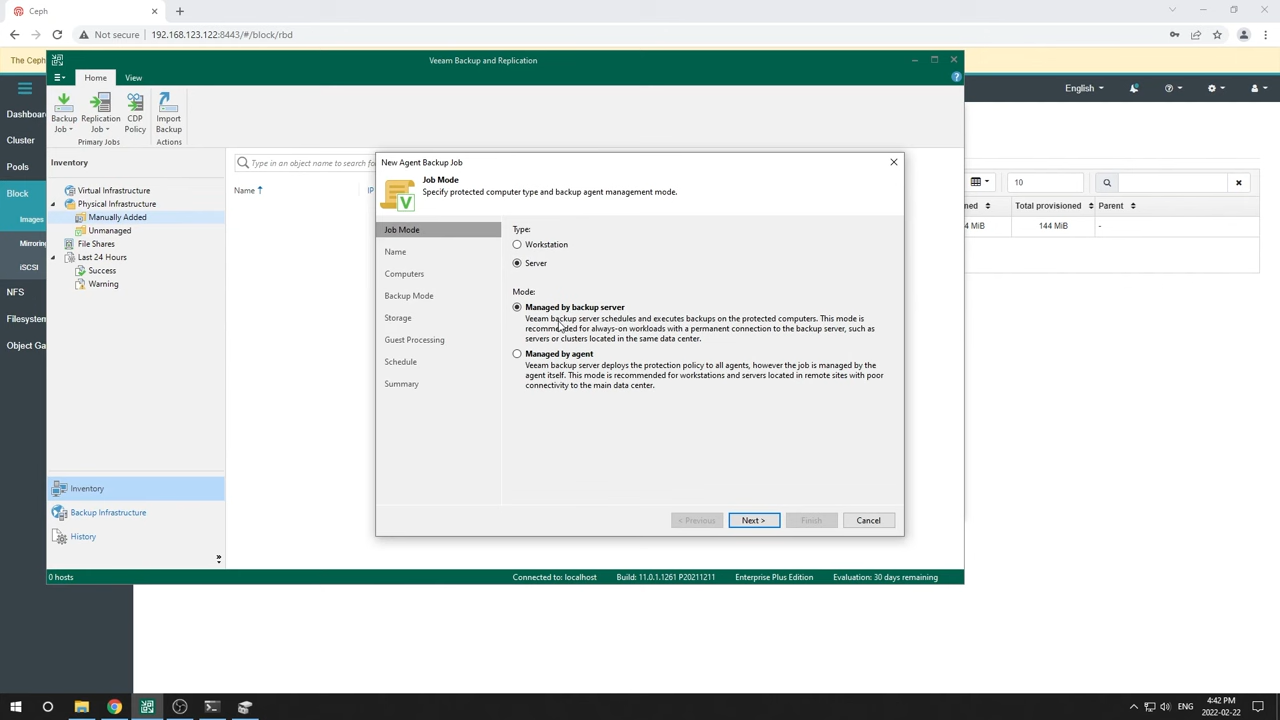 Ceph
Not secure
192.168.123.122:8443/#/block/rbd
The Cep
Veeam Backup and Replication
Home
View
English
Dashboard
Cluster
Pools
Block
Images
Mirroring
iSCSI
NFS
Object Gat
Backup
Job
Replication
Job
CDP
Policy
Import
Backup
Primary Jobs
Actions
Inventory
Type in an object name to search for
Name
IP
Virtual Infrastructure
Physical Infrastructure
Manually Added
Unmanaged
File Shares
Last 24 Hours
Success
Warning
Inventory
Backup Infrastructure
History
New Agent Backup Job
Job Mode
Specify protected computer type and backup agent management mode.
Job Mode
Name
Computers
Backup Mode
Storage
Guest Processing
Schedule
Summary
Type:
Workstation
Server
Mode:
Managed by backup server
Veeam backup server schedules and executes backups on the protected computers. This mode is
recommended for always-on workloads with a permanent connection to the backup server, such as
servers or clusters located in the same data center.
Managed by agent
Veeam backup server deploys the protection policy to all agents, however the job is managed by the
agent itself. This mode is recommended for workstations and servers located in remote sites with poor
connectivity to the main data center.
< Previous
Next >
Finish
Cancel
10
ned
Total provisioned
Parent
4 MiB
144 MiB
-
0 hosts
Connected to: localhost
Build: 11.0.1.1261 P20211211
Enterprise Plus Edition
Evaluation: 30 days remaining
ENG
4:42 PM
2022-02-22